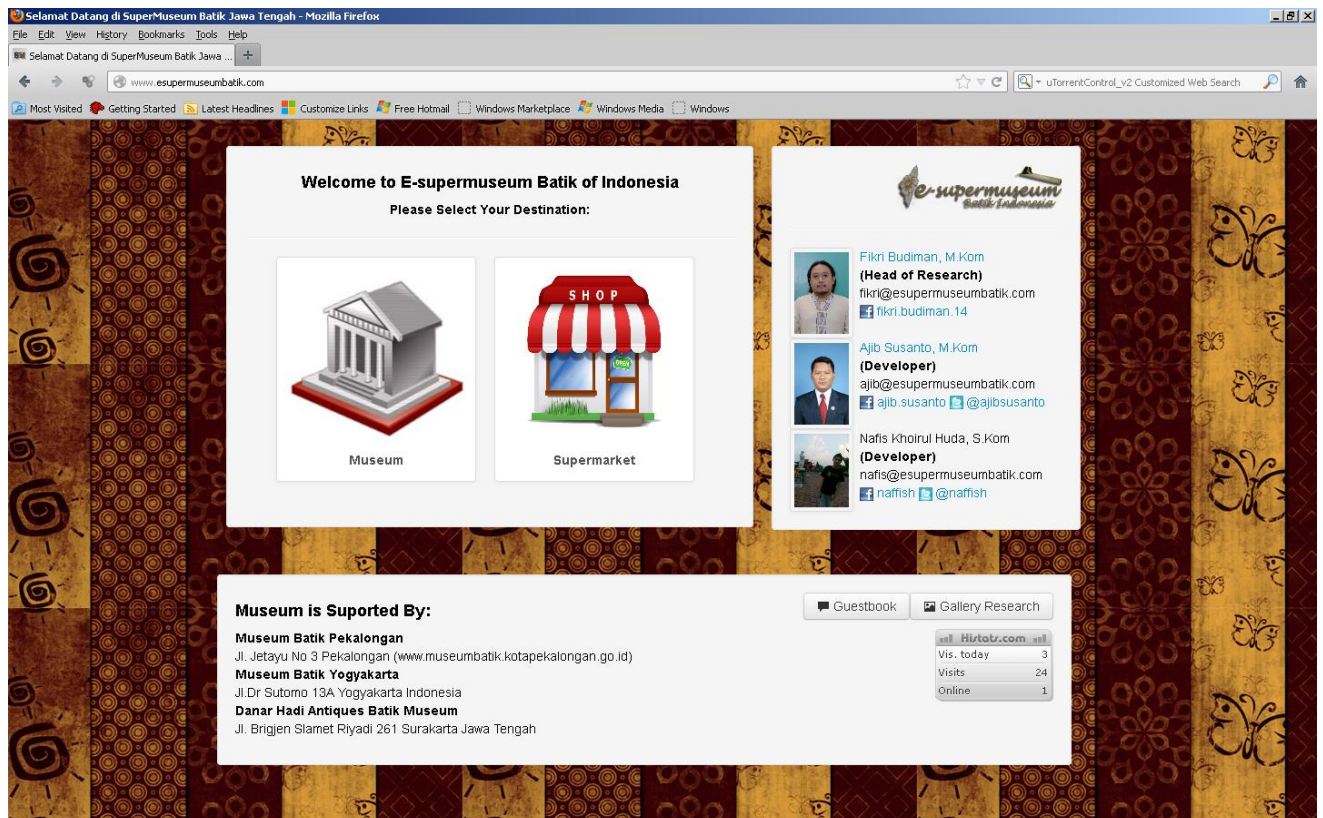 Selamat Datang di SuperMuseum Batik Jawa Tengah - Mozilla Firefox
File Edit View History Bookmarks Tools Help
BM Selamat Datang di SuperMuseum Batik Jawa ... +
www.esupermuseumbatik.com
uTorrentControl_v2 Customized Web Search
Most Visited Getting Started Latest Headlines Customize Links Free Hotmail Windows Marketplace Windows Media Windows
Welcome to E-supermuseum Batik of Indonesia
Please Select Your Destination:
SHOP
OPEN
Museum
Supermarket
e-supermuseum
Batik Indonesia
Fikri Budiman, M.Kom
(Head of Research)
fikri@esupermuseumbatik.com
fikri.budiman.14
Ajib Susanto, M.Kom
(Developer)
ajib@esupermuseumbatik.com
ajib.susanto @ajibsusanto
Nafis Khoirul Huda, S.Kom
(Developer)
nafis@esupermuseumbatik.com
naffish @naffish
Museum is Suported By:
Museum Batik Pekalongan
Jl. Jetayu No 3 Pekalongan (www.museumbatik.kotapekalongan.go.id)
Museum Batik Yogyakarta
Jl.Dr Sutomo 13A Yogyakarta Indonesia
Danar Hadi Antiques Batik Museum
Jl. Brigjen Slamet Riyadi 261 Surakarta Jawa Tengah
Guestbook
Gallery Research
Histats.com
Vis. today 3
Visits 24
Online 1